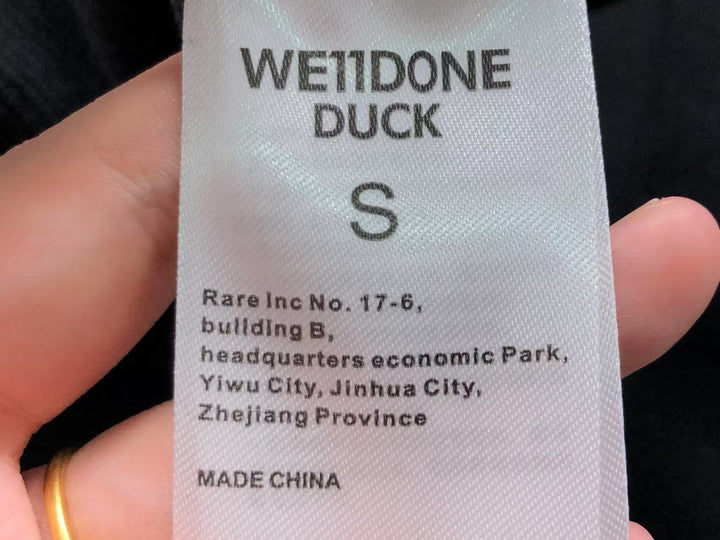 WE11DONE
DUCK
S
Rare Inc No. 17-6,
building B,
headquarters economic Park,
Yiwu City, Jinhua City,
Zhejiang Province
MADE CHINA